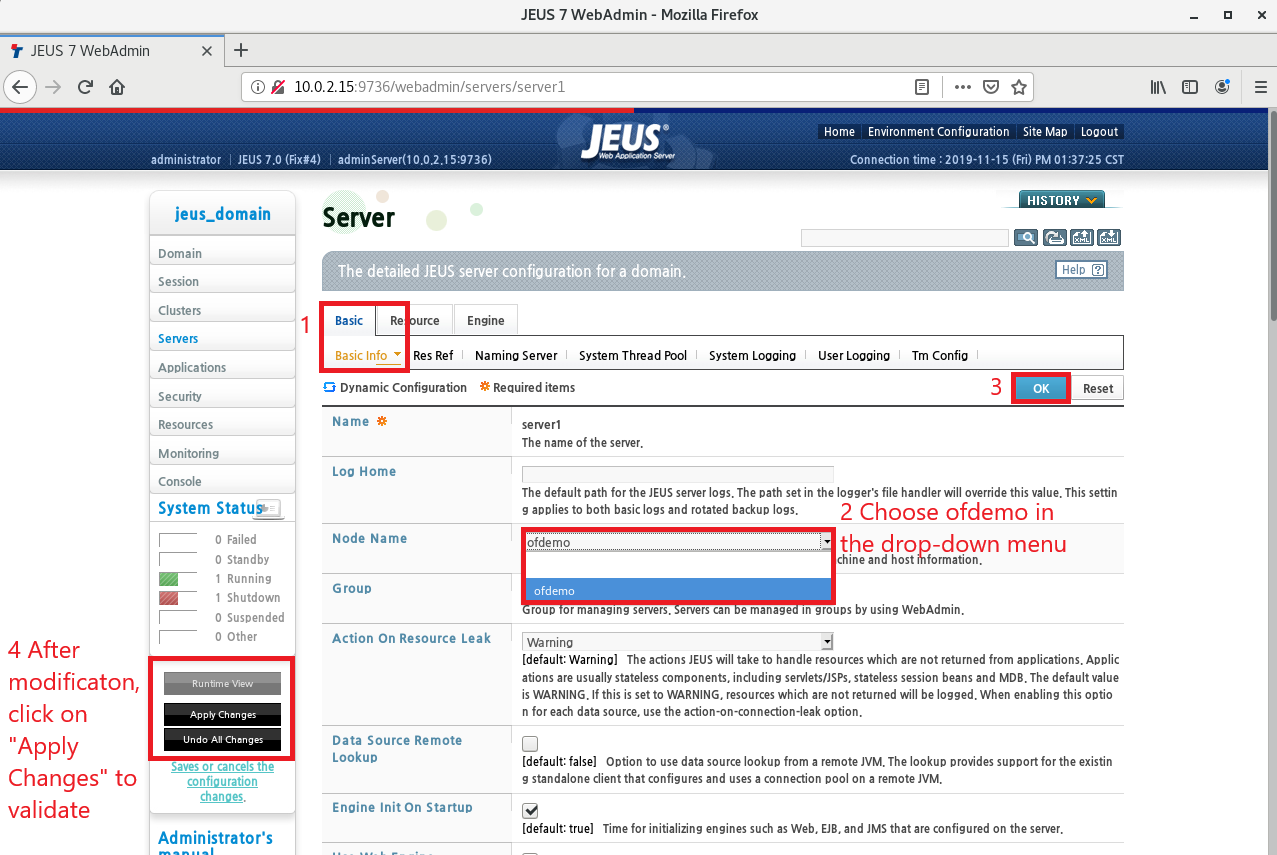 JEUS 7 WebAdmin - Mozilla Firefox
JEUS 7 WebAdmin
10.0.2.15:9736/webadmin/servers/server1
JEUS
Web Application Server
Home Environment Configuration Site Map Logout
administrator JEUS 7.0 (Fix#4) adminServer(10.0.2.15:9736)
Connection time : 2019-11-15 (Fri) PM 01:37:25 CST
jeus_domain
Domain
Session
Clusters
Servers
Applications
Security
Resources
Monitoring
Console
System Status
0 Failed
0 Standby
1 Running
1 Shutdown
0 Suspended
0 Other
4 After
modificaton,
click on
"Apply
Changes" to
validate
Runtime View
Apply Changes
Undo All Changes
Saves or cancels the
configuration
changes.
Administrator's
manual
Server
HISTORY
XML
XML
The detailed JEUS server configuration for a domain.
Help ?
1
Basic Resource Engine
Basic Info Res Ref Naming Server System Thread Pool System Logging User Logging Tm Config
Dynamic Configuration Required items
3
OK Reset
Name
server1
The name of the server.
Log Home
The default path for the JEUS server logs. The path set in the logger's file handler will override this value. This settin
g applies to both basic logs and rotated backup logs.
2 Choose ofdemo in
the drop-down menu
Node Name
ofdemo
chine and host information.
ofdemo
Group
Group for managing servers. Servers can be managed in groups by using WebAdmin.
Action On Resource Leak
Warning
[default: Warning] The actions JEUS will take to handle resources which are not returned from applications. Applic
ations are usually stateless components, including servlets/JSPs, stateless session beans and MDB. The default value
is WARNING. If this is set to WARNING, resources which are not returned will be logged. When enabling this optio
n for each data source, use the action-on-connection-leak option.
Data Source Remote
Lookup
[default: false] Option to use data source lookup from a remote JVM. The lookup provides support for the existin
g standalone client that configures and uses a connection pool on a remote JVM.
Engine Init On Startup
[default: true] Time for initializing engines such as Web, EJB, and JMS that are configured on the server.
Use Web Engine